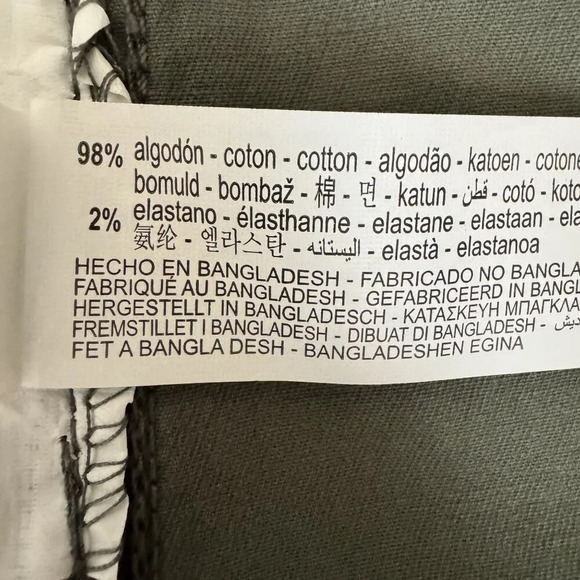 98% algodón - coton - cotton - algodão - katoen - cotone
bomuld - bombaž - 棉 - 면 - katun - قطن - cotó - koto
2% elastano - élasthanne - elastane - elastaan - ela
氨纶 - 엘라스탄 - اليستانه - elastà - elastanoa
HECHO EN BANGLADESH - FABRICADO NO BANGLA
FABRIQUÉ AU BANGLADESH - GEFABRICEERD IN BANGL
HERGESTELLT IN BANGLADESCH - ΚΑΤΑΣΚΕΥΗ ΜΠΑΓΚΛΑ
FREMSTILLET I BANGLADESH - DIBUAT DI BANGLADESH -
FET A BANGLA DESH - BANGLADESHEN EGINA